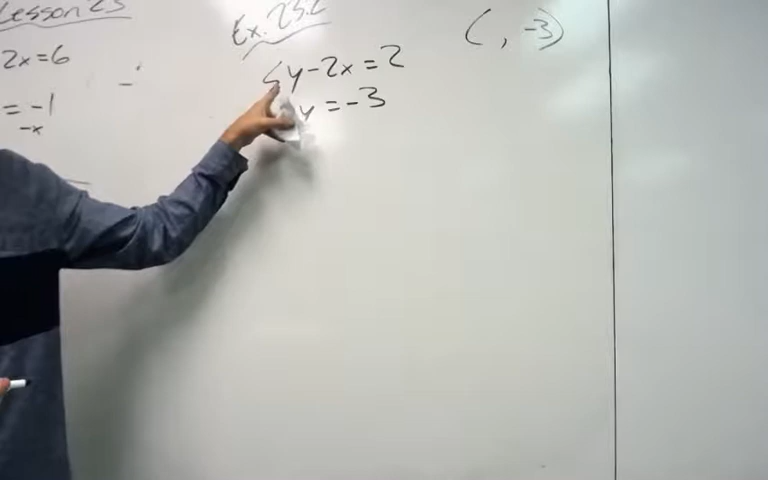 Lesson 23
2x=6
= -1
-x
Ex. 23.2
y-2x=2
y=-3
( , -3)